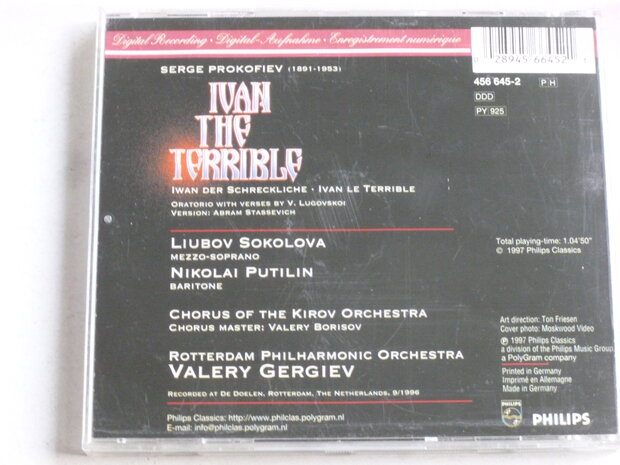 Digital Recording · Digital-Aufnahme · Enregistrement numérique
SERGE PROKOFIEV (1891-1953)
IVAN
THE
TERRIBLE
IWAN DER SCHRECKLICHE · IVAN LE TERRIBLE
ORATORIO WITH VERSES BY V. LUGOVSKOI
VERSION: ABRAM STASSEVICH
LIUBOV SOKOLOVA
MEZZO-SOPRANO
NIKOLAI PUTILIN
BARITONE
CHORUS OF THE KIROV ORCHESTRA
CHORUS MASTER: VALERY BORISOV
ROTTERDAM PHILHARMONIC ORCHESTRA
VALERY GERGIEV
RECORDED AT DE DOELEN, ROTTERDAM, THE NETHERLANDS, 9/1996
Philips Classics: http://www.philclas.polygram.nl
E-mail: info@philclas.polygram.nl
28945 66452
456 645-2
P H
DDD
PY 925
Total playing-time: 1.04'50"
© 1997 Philips Classics
Art direction: Ton Friesen
Cover photo: Moskwood Video
℗ 1997 Philips Classics
a division of the Philips Music Group,
a PolyGram company
Printed in Germany
Imprimé en Allemagne
Made in Germany
PHILIPS
PHILIPS